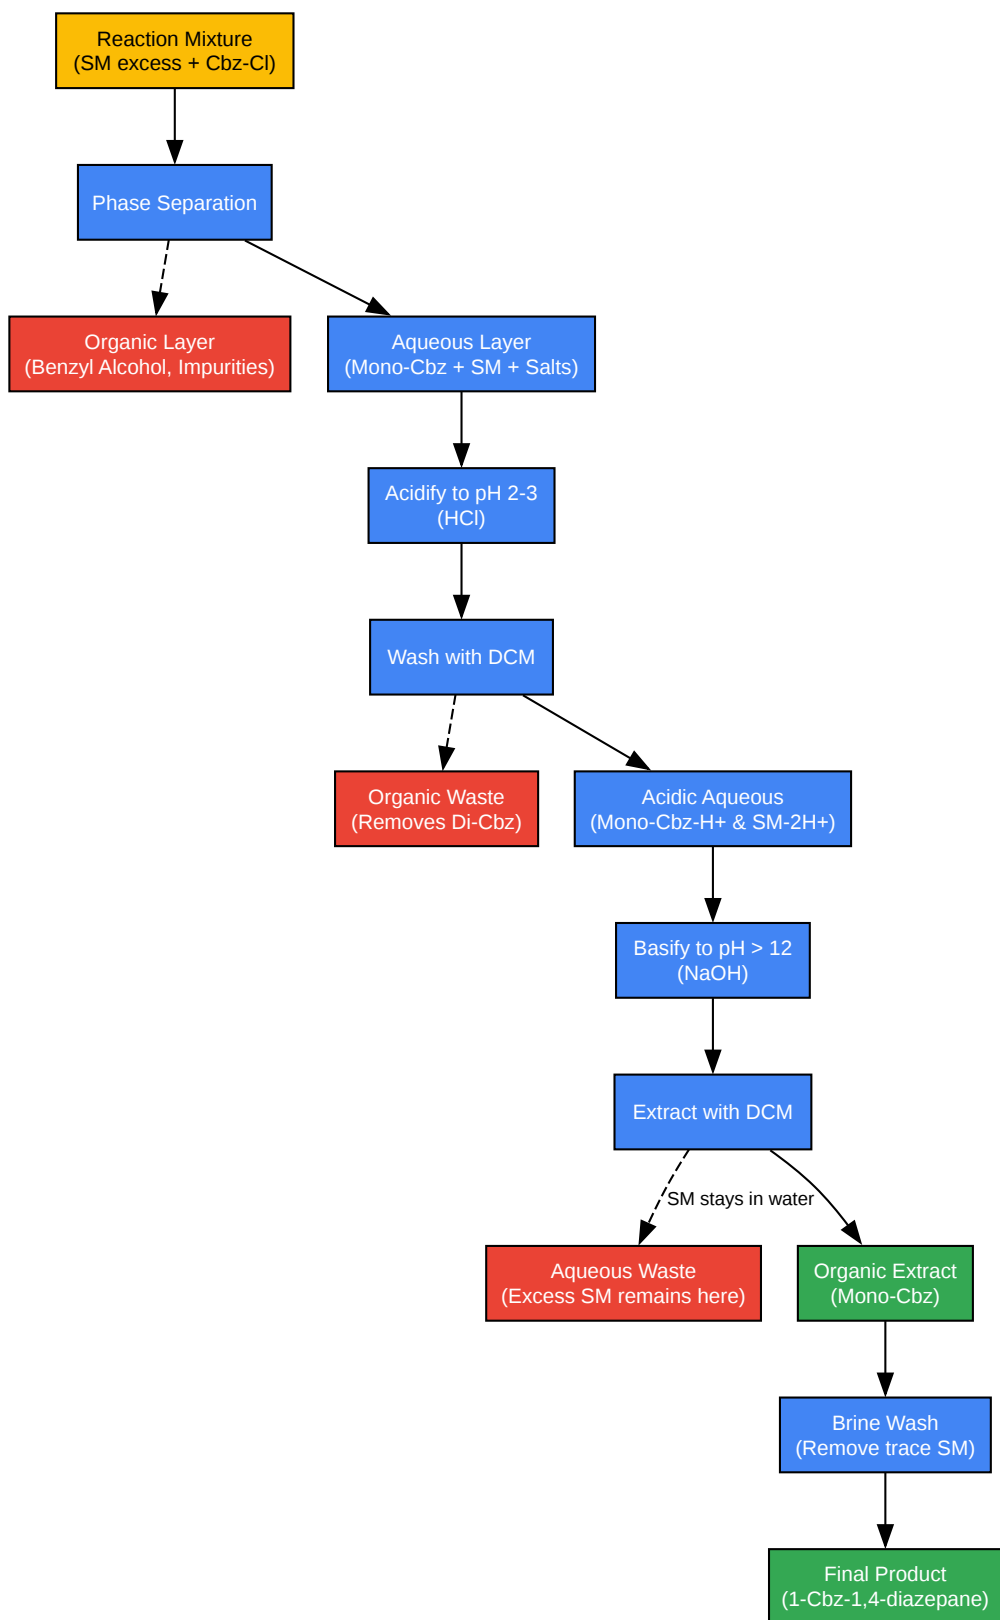 Reaction Mixture
(SM excess + Cbz-Cl)
Phase Separation
Organic Layer
(Benzyl Alcohol, Impurities)
Aqueous Layer
(Mono-Cbz + SM + Salts)
Acidify to pH 2-3
(HCl)
Wash with DCM
Organic Waste
(Removes Di-Cbz)
Acidic Aqueous
(Mono-Cbz-H+ & SM-2H+)
Basify to pH > 12
(NaOH)
Extract with DCM
SM stays in water
Aqueous Waste
(Excess SM remains here)
Organic Extract
(Mono-Cbz)
Brine Wash
(Remove trace SM)
Final Product
(1-Cbz-1,4-diazepane)